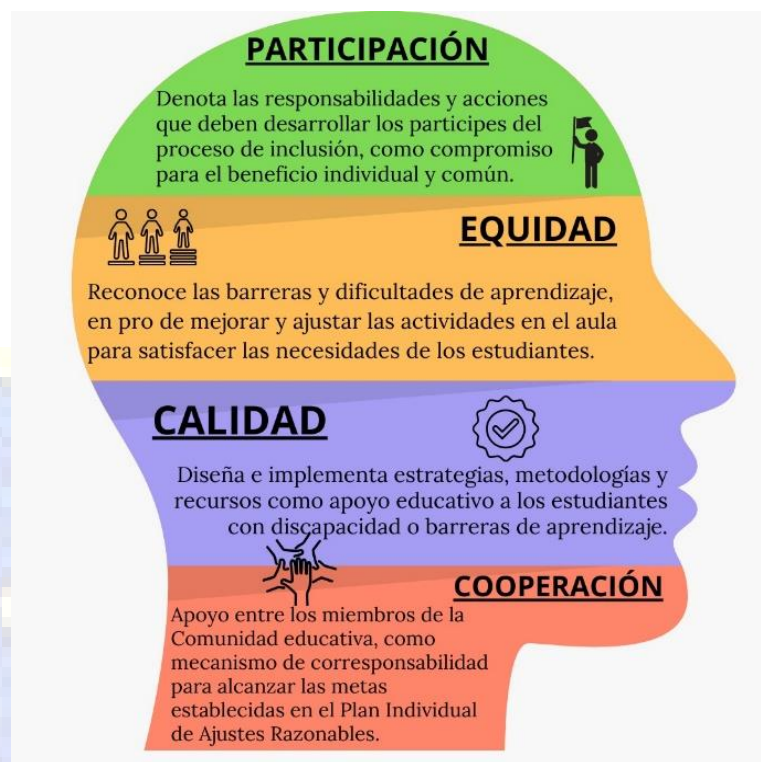 PARTICIPACIÓN
Denota las responsabilidades y acciones
que deben desarrollar los participes del
proceso de inclusión, como compromiso
para el beneficio individual y común.
EQUIDAD
Reconoce las barreras y dificultades de aprendizaje,
en pro de mejorar y ajustar las actividades en el aula
para satisfacer las necesidades de los estudiantes.
CALIDAD
Diseña e implementa estrategias, metodologías y
recursos como apoyo educativo a los estudiantes
con discapacidad o barreras de aprendizaje.
COOPERACIÓN
Apoyo entre los miembros de la
Comunidad educativa, como
mecanismo de corresponsabilidad
para alcanzar las metas
establecidas en el Plan Individual
de Ajustes Razonables.